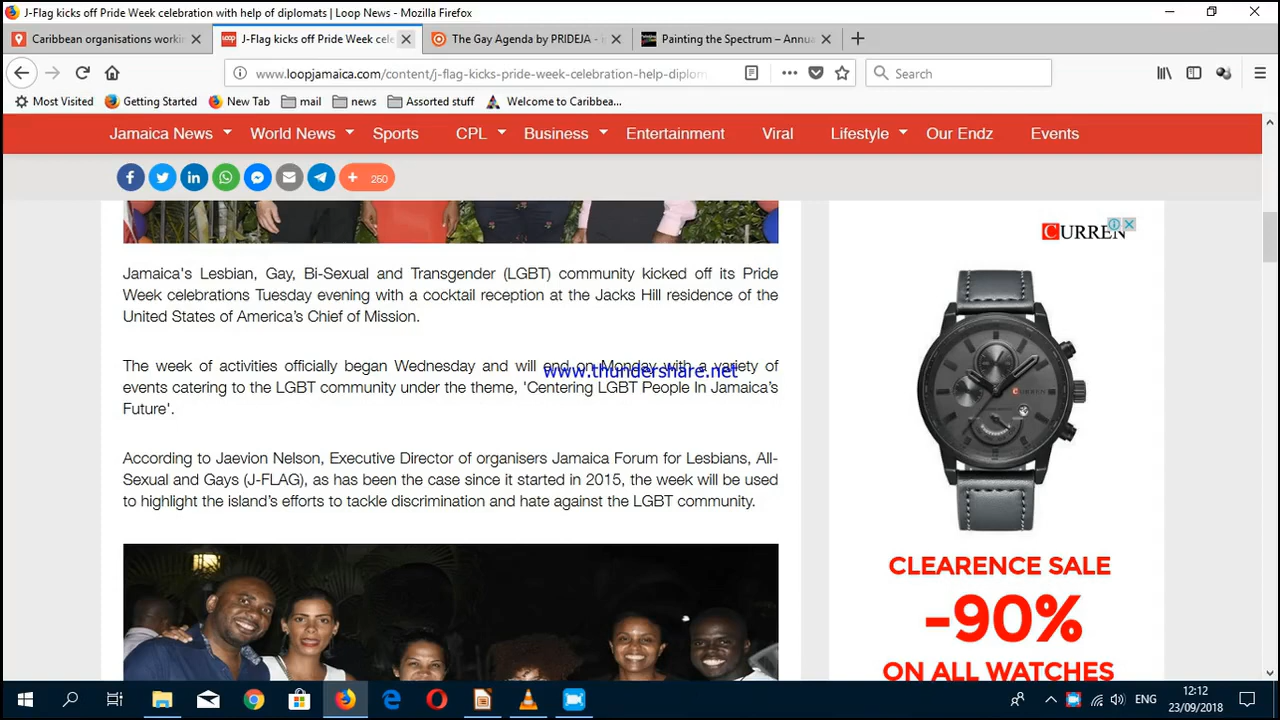 J-Flag kicks off Pride Week celebration with help of diplomats | Loop News - Mozilla Firefox
Caribbean organisations workin
J-Flag kicks off Pride Week cele
The Gay Agenda by PRIDEJA -
Painting the Spectrum – Annua
www.loopjamaica.com/content/j-flag-kicks-pride-week-celebration-help-diplom
Search
Most Visited
Getting Started
New Tab
mail
news
Assorted stuff
Welcome to Caribbea...
Jamaica News
World News
Sports
CPL
Business
Entertainment
Viral
Lifestyle
Our Endz
Events
260
Jamaica's Lesbian, Gay, Bi-Sexual and Transgender (LGBT) community kicked off its Pride
Week celebrations Tuesday evening with a cocktail reception at the Jacks Hill residence of the
United States of America’s Chief of Mission.
The week of activities officially began Wednesday and will end on Monday with a variety of
www.thundershare.net
events catering to the LGBT community under the theme, 'Centering LGBT People In Jamaica’s
Future'.
According to Jaevion Nelson, Executive Director of organisers Jamaica Forum for Lesbians, All-
Sexual and Gays (J-FLAG), as has been the case since it started in 2015, the week will be used
to highlight the island’s efforts to tackle discrimination and hate against the LGBT community.
CURREN
CURREN
CLEARENCE SALE
-90%
ON ALL WATCHES
ENG
12:12
23/09/2018